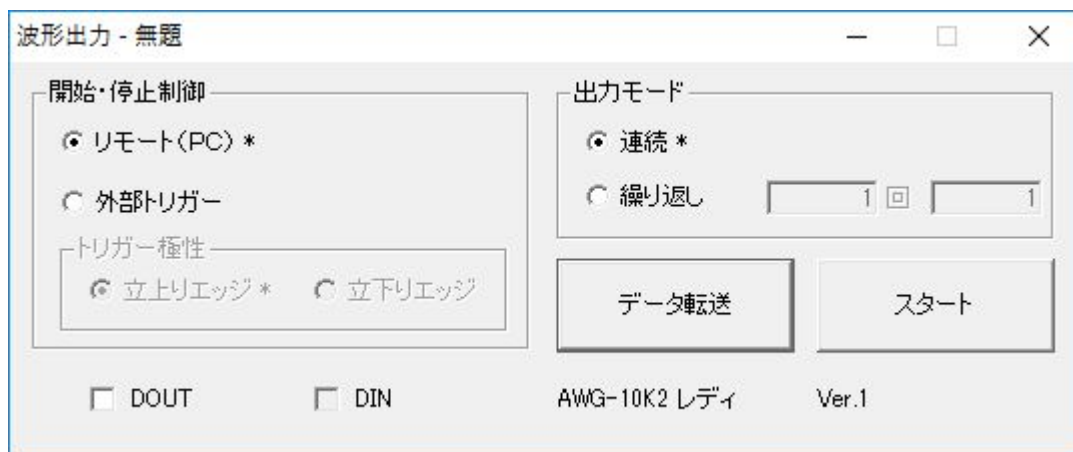 波形出力 - 無題
開始・停止制御
リモート(PC) *
外部トリガー
トリガー極性
立上りエッジ * 立下りエッジ
出力モード
連続 *
繰り返し 1 回 1
データ転送 スタート
DOUT DIN AWG-10K2 レディ Ver.1